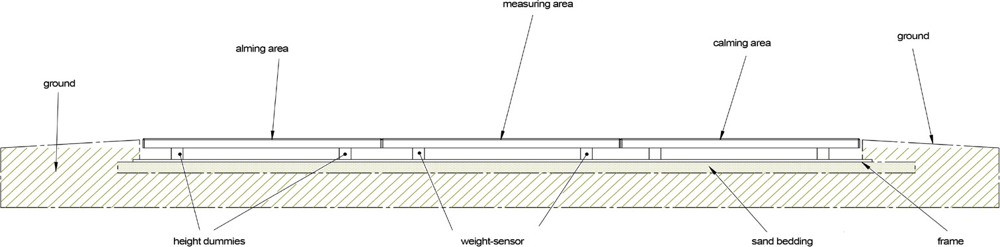 measuring area
alming area
calming area
ground
ground
height dummies
weight-sensor
sand bedding
frame